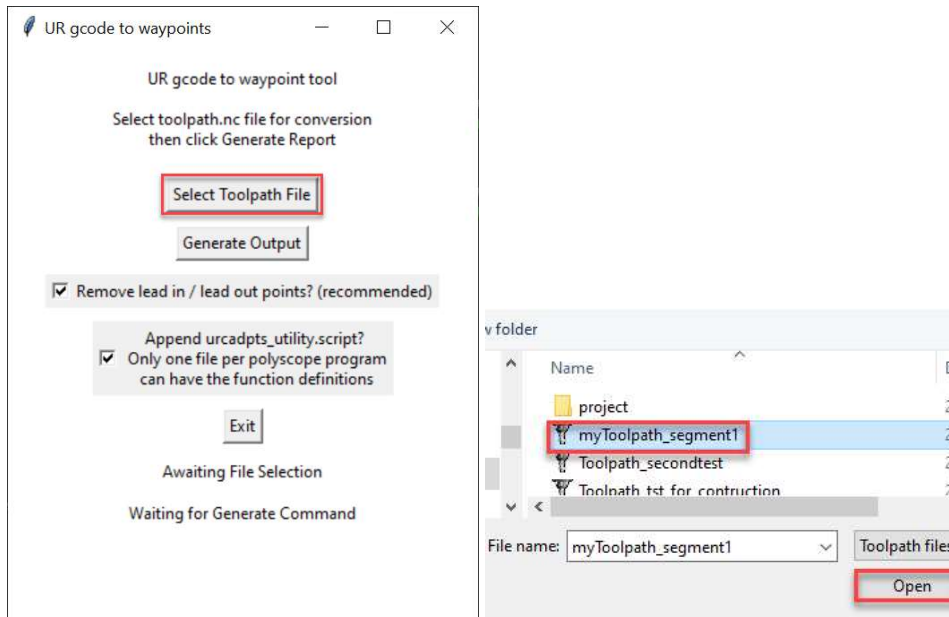 UR gcode to waypoints
UR gcode to waypoint tool
Select toolpath.nc file for conversion
then click Generate Report
Select Toolpath File
Generate Output
Remove lead in / lead out points? (recommended)
Append urcadpts_utility.script?
Only one file per polyscope program
can have the function definitions
Exit
Awaiting File Selection
Waiting for Generate Command
folder
Name
project
myToolpath_segment1
Toolpath_secondtest
Toolpath_tst_for_contruction
File name: myToolpath_segment1
Toolpath files
Open